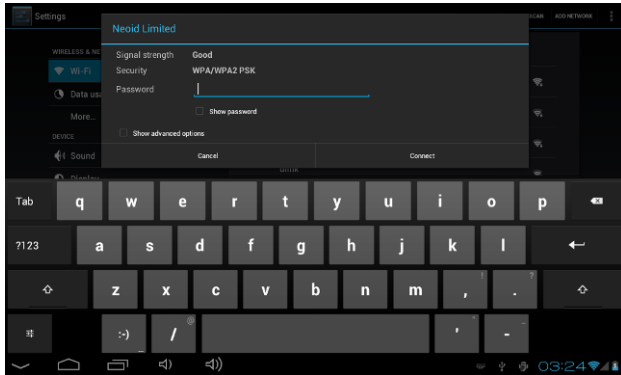 Settings
SCAN ADD NETWORK
Neoid Limited
Signal strength Good
Security WPA/WPA2 PSK
Password
Show password
Show advanced options
Cancel Connect
WIRELESS & NE
Wi-Fi
Data usa
More...
DEVICE
Sound
Display
Tab q w e r t y u i o p
?123 a s d f g h j k l
z x c v b n m , ! . ?
:-) / @ ' " - _
03:24